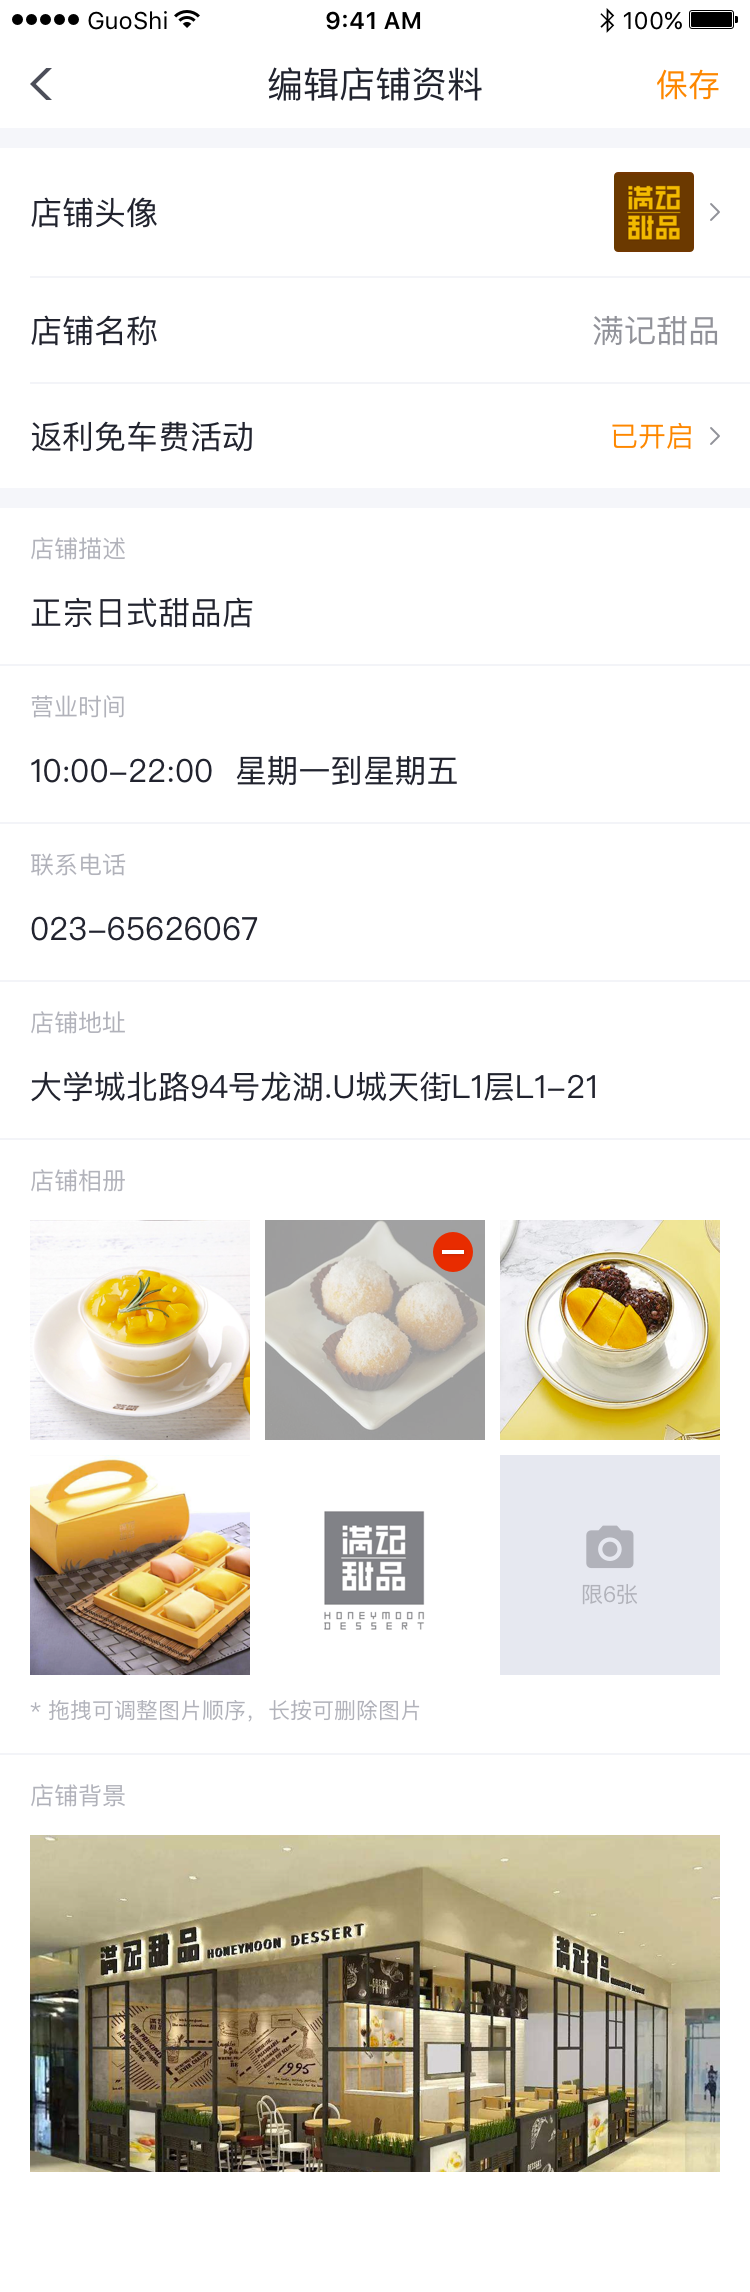 GuoShi 9:41 AM 100%
编辑店铺资料 保存
店铺头像 满记甜品
店铺名称 满记甜品
返利免车费活动 已开启
店铺描述
正宗日式甜品店
营业时间
10:00-22:00 星期一到星期五
联系电话
023-65626067
店铺地址
大学城北路94号龙湖.U城天街L1层L1-21
店铺相册
满记
甜品
HONEYMOON
DESSERT
限6张
* 拖拽可调整图片顺序，长按可删除图片
店铺背景
满记甜品 HONEYMOON DESSERT
满记甜品
FRESH
FRUIT
1995